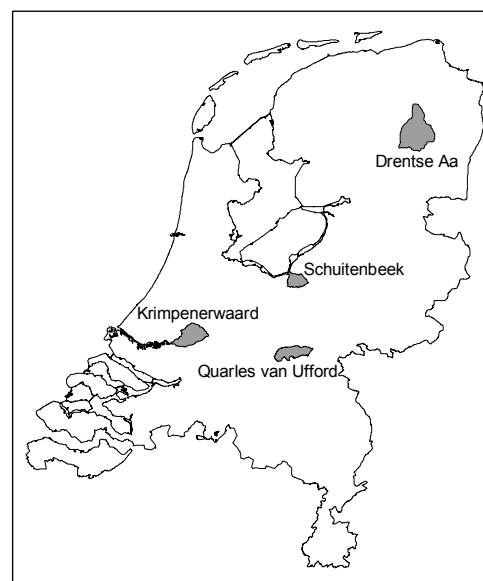 Drentse Aa
Schuitenbeek
Krimpenerwaard
Quarles van Ufford